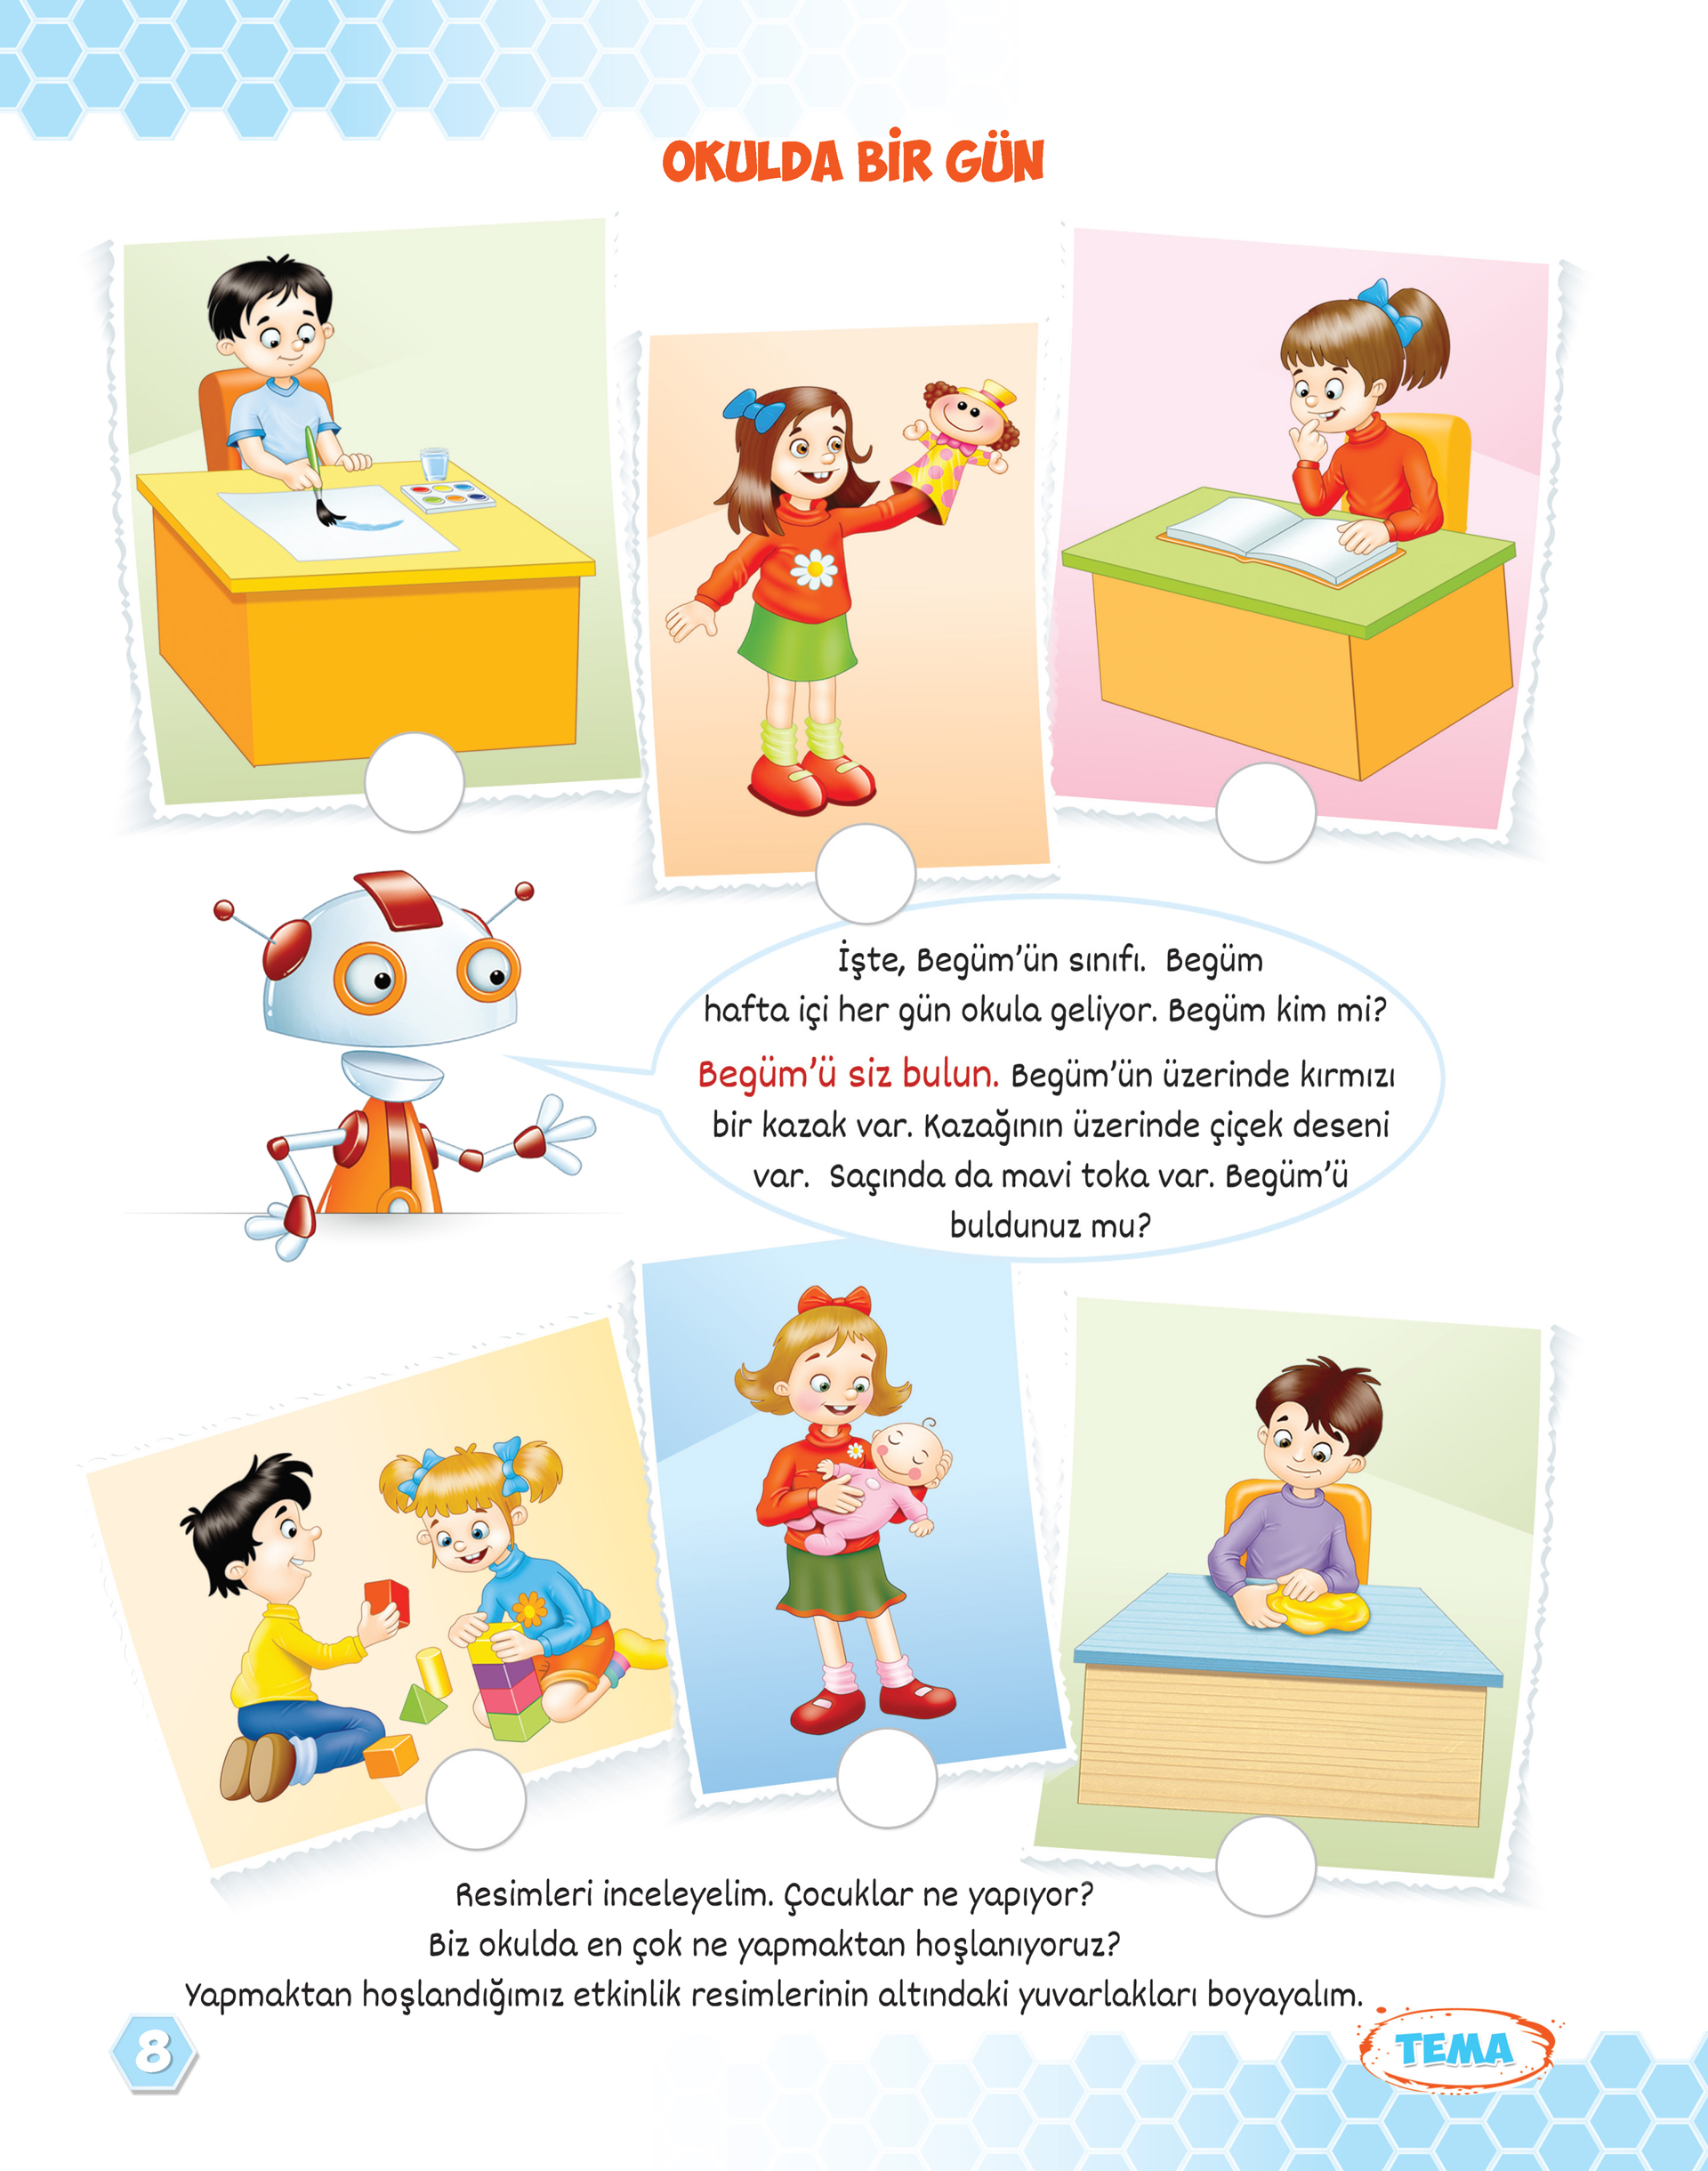 OKULDA BİR GÜN
İşte, Begüm'ün sınıfı. Begüm
hafta içi her gün okula geliyor. Begüm kim mi?
Begüm'ü siz bulun. Begüm'ün üzerinde kırmızı
bir kazak var. Kazağının üzerinde çiçek deseni
var. Saçında da mavi toka var. Begüm'ü
buldunuz mu?
Resimleri inceleyelim. Çocuklar ne yapıyor?
Biz okulda en çok ne yapmaktan hoşlanıyoruz?
Yapmaktan hoşlandığımız etkinlik resimlerinin altındaki yuvarlakları boyayalım.
8
TEMA